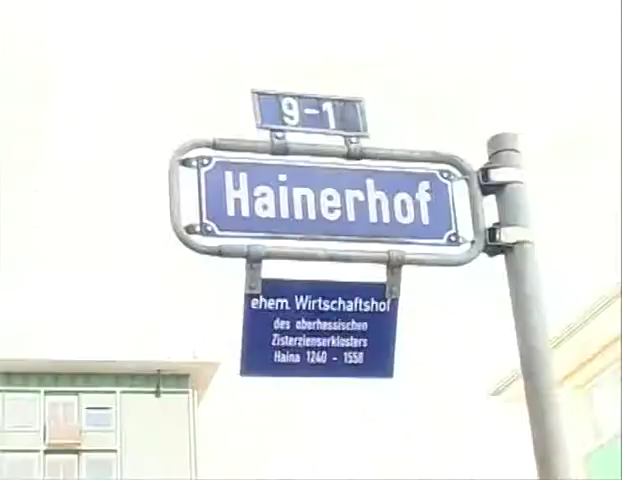 9-1
Hainerhof
ehem. Wirtschaftshof
des oberhessischen
Zisterzienserklosters
Haina 1240 - 1558